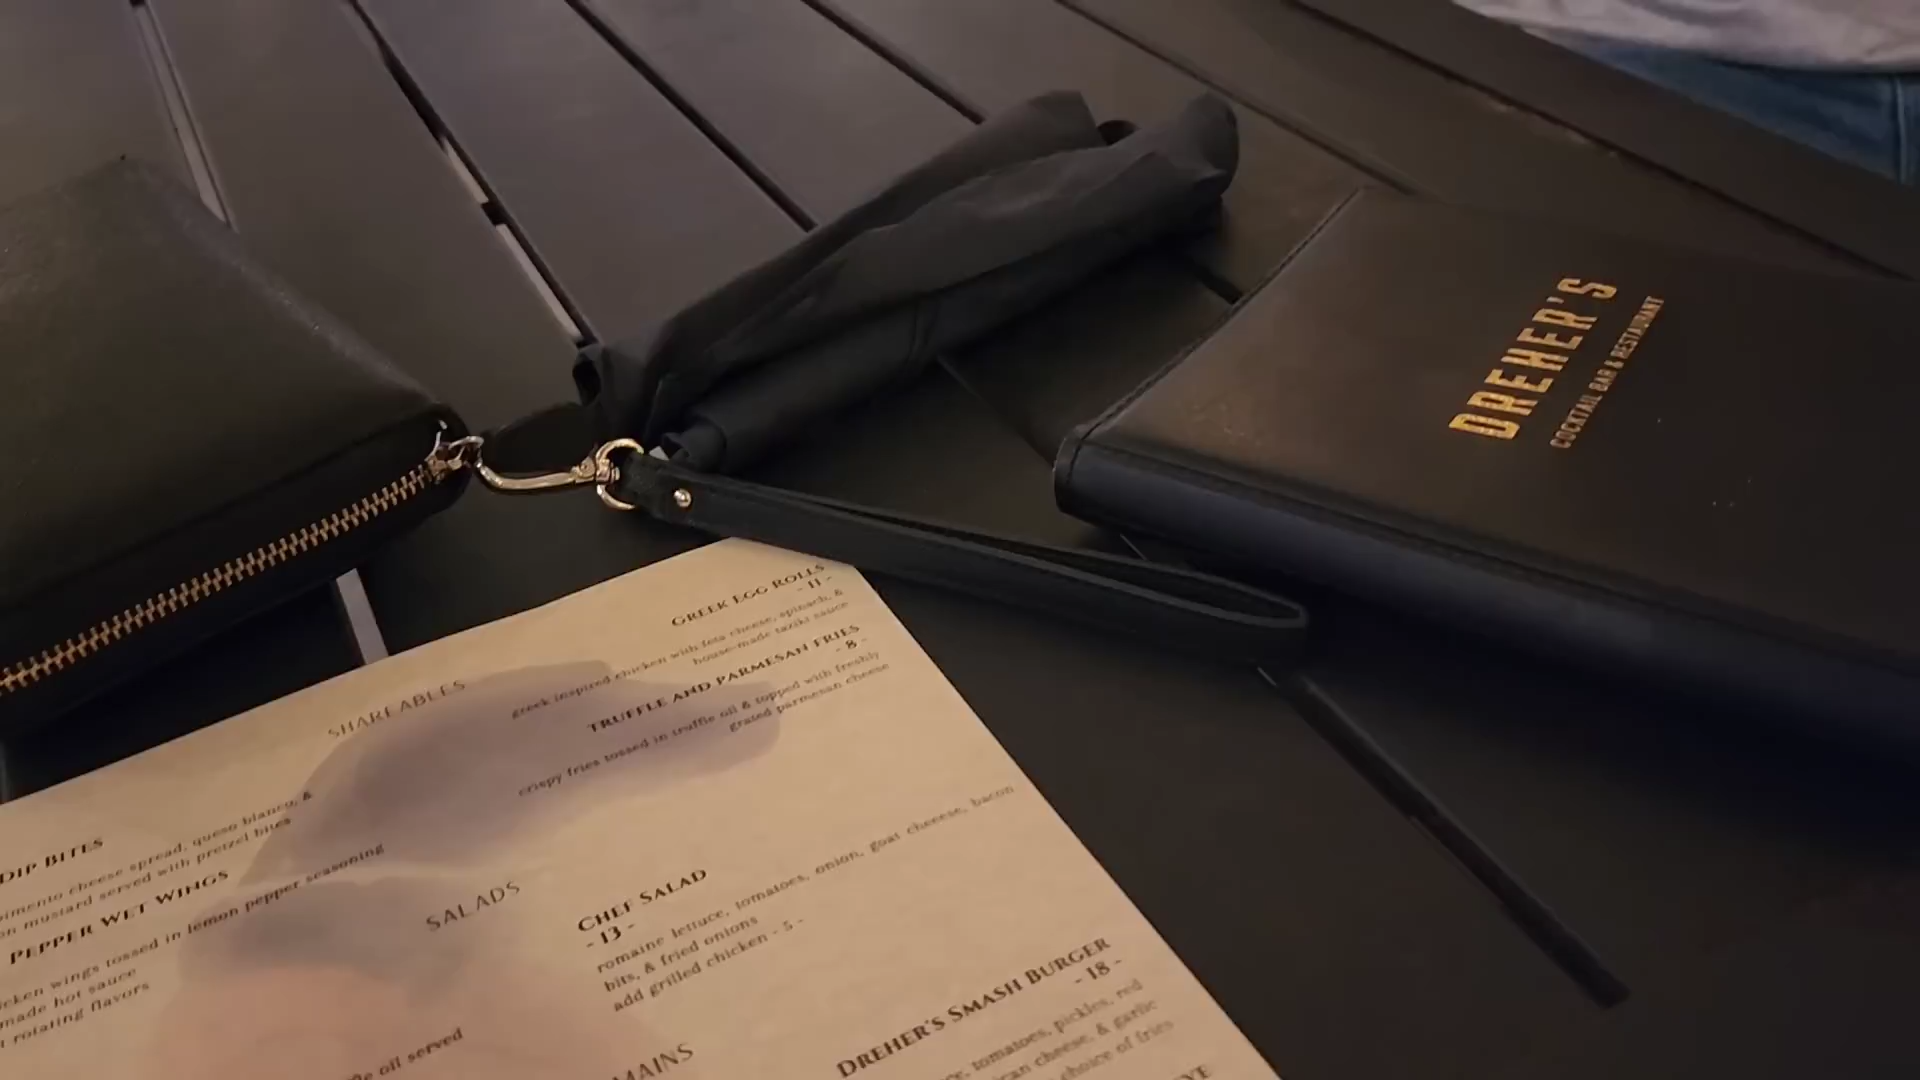 DREHER'S
COCKTAIL BAR & RESTAURANT
SHAREABLES
GREEK EGG ROLLS
- 11 -
greek inspired chicken with feta cheese, spinach, &
house-made taziki sauce
TRUFFLE AND PARMESAN FRIES
- 8 -
crispy fries tossed in truffle oil & topped with freshly
grated parmesan cheese
DIP BITES
pimento cheese spread, queso blanco, &
mustard served with pretzel bites
PEPPER WET WINGS
wings tossed in lemon pepper seasoning
made hot sauce
rotating flavors
SALADS
CHEF SALAD
- 13 -
romaine lettuce, tomatoes, onion, goat cheese, bacon
bits, & fried onions
add grilled chicken - 5 -
oil served
MAINS
DREHER'S SMASH BURGER
- 18 -
tomatoes, pickles, red
cheese, & garlic
choice of fries